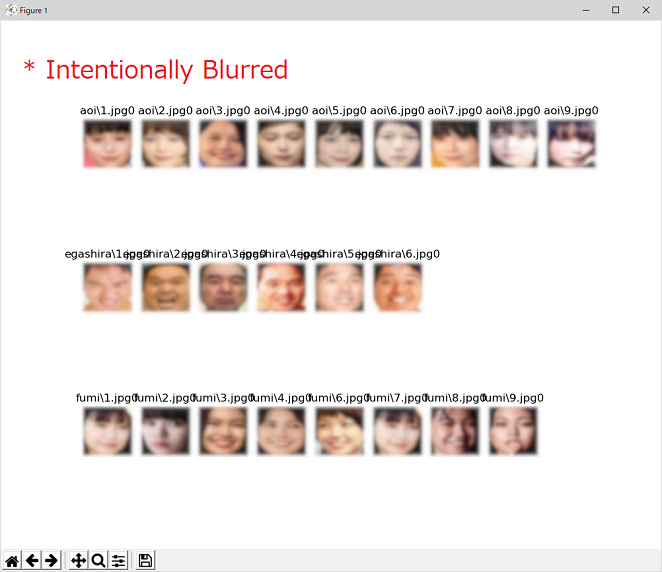 Figure 1
* Intentionally Blurred
aoi\1.jpg0 aoi\2.jpg0 aoi\3.jpg0 aoi\4.jpg0 aoi\5.jpg0 aoi\6.jpg0 aoi\7.jpg0 aoi\8.jpg0 aoi\9.jpg0
egashira\1.jpg0 egashira\2.jpg0 egashira\3.jpg0 egashira\4.jpg0 egashira\5.jpg0 egashira\6.jpg0
fumi\1.jpg0 fumi\2.jpg0 fumi\3.jpg0 fumi\4.jpg0 fumi\6.jpg0 fumi\7.jpg0 fumi\8.jpg0 fumi\9.jpg0